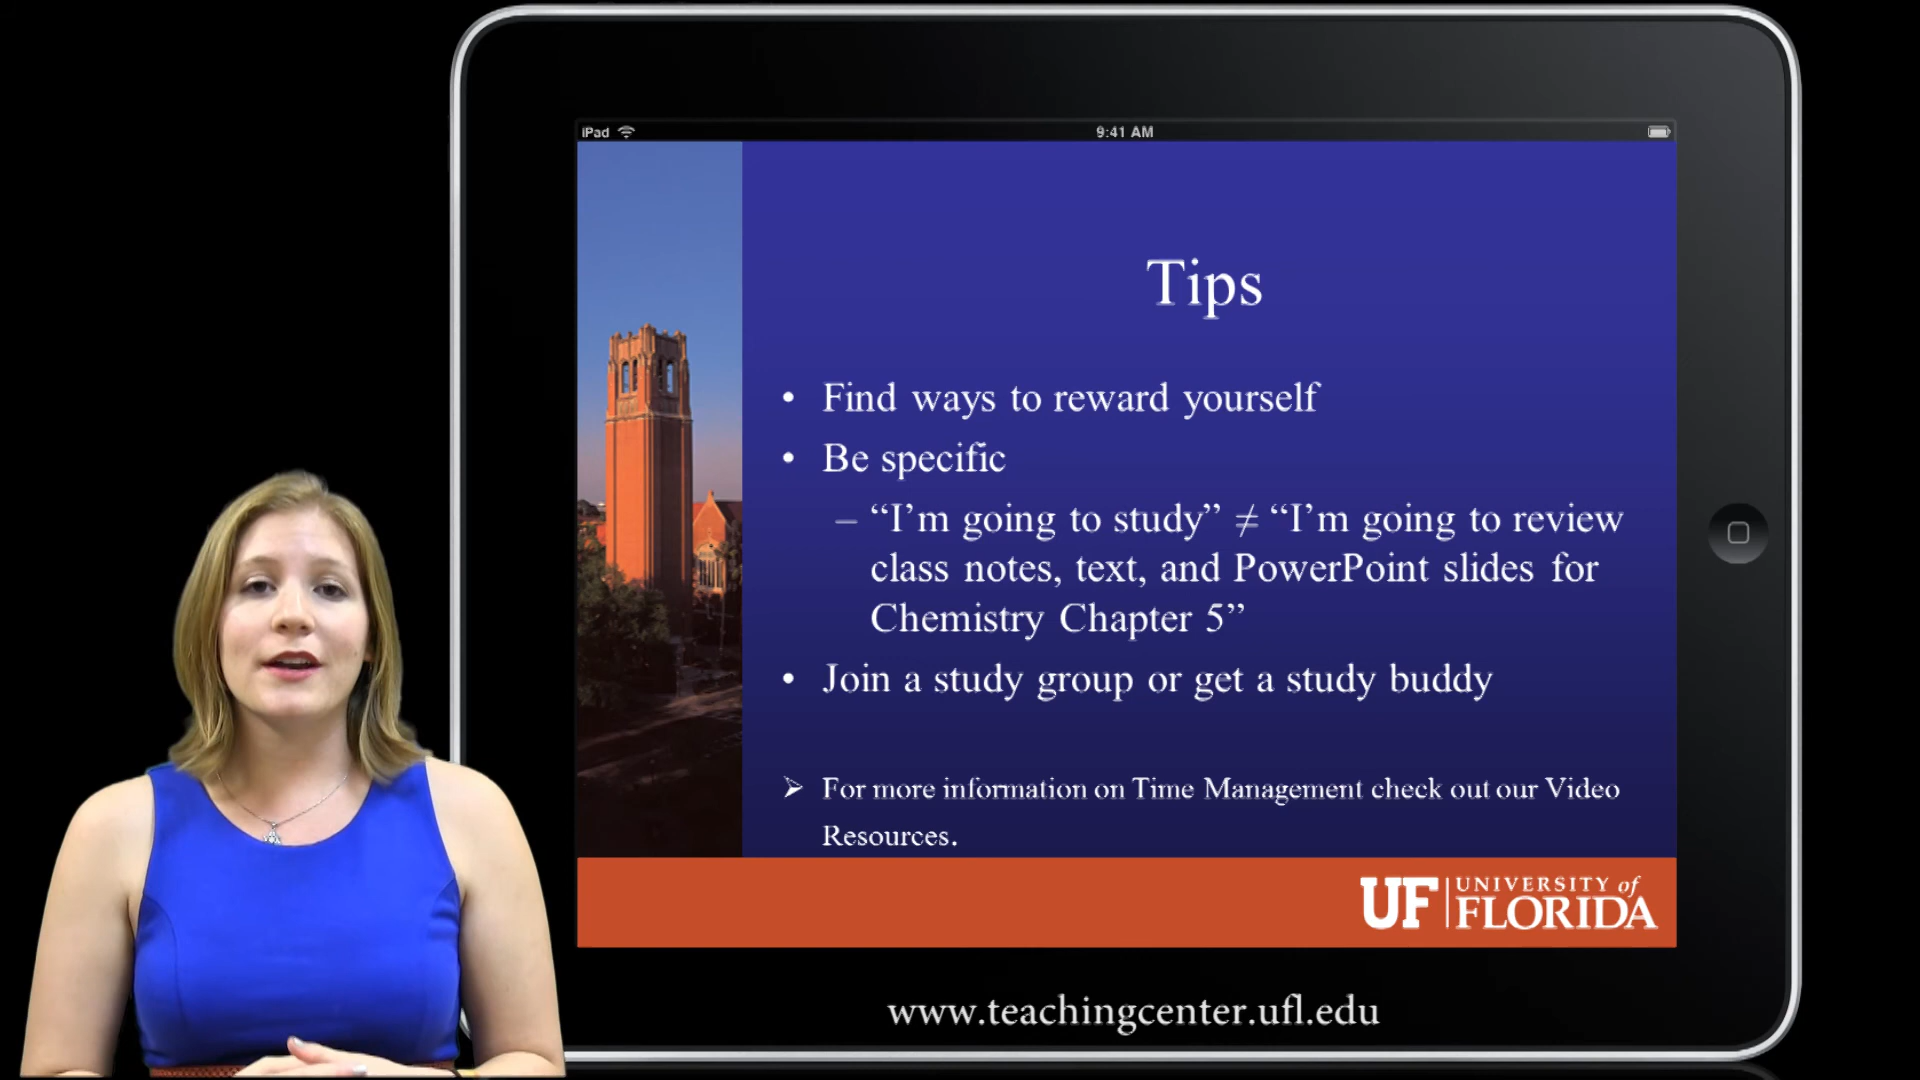 iPad
9:41 AM
Tips
• Find ways to reward yourself
• Be specific
– “I’m going to study” ≠ “I’m going to review
class notes, text, and PowerPoint slides for
Chemistry Chapter 5”
• Join a study group or get a study buddy
➢ For more information on Time Management check out our Video
Resources.
UF UNIVERSITY of
FLORIDA
www.teachingcenter.ufl.edu